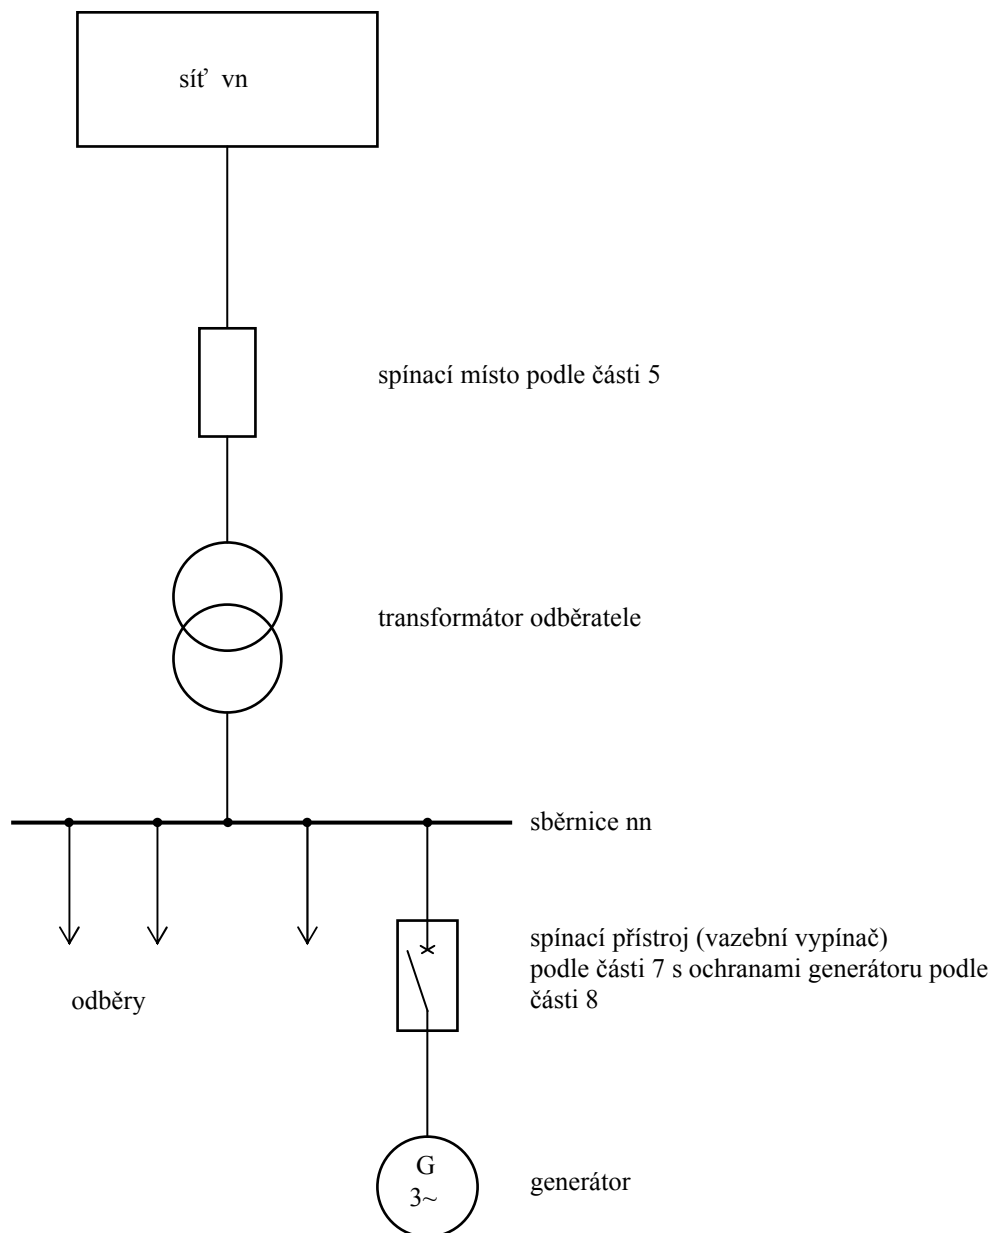 síť vn
spínací místo podle části 5
transformátor odběratele
sběrnice nn
spínací přístroj (vazební vypínač)
podle části 7 s ochranami generátoru podle
části 8
odběry
G
3~
generátor